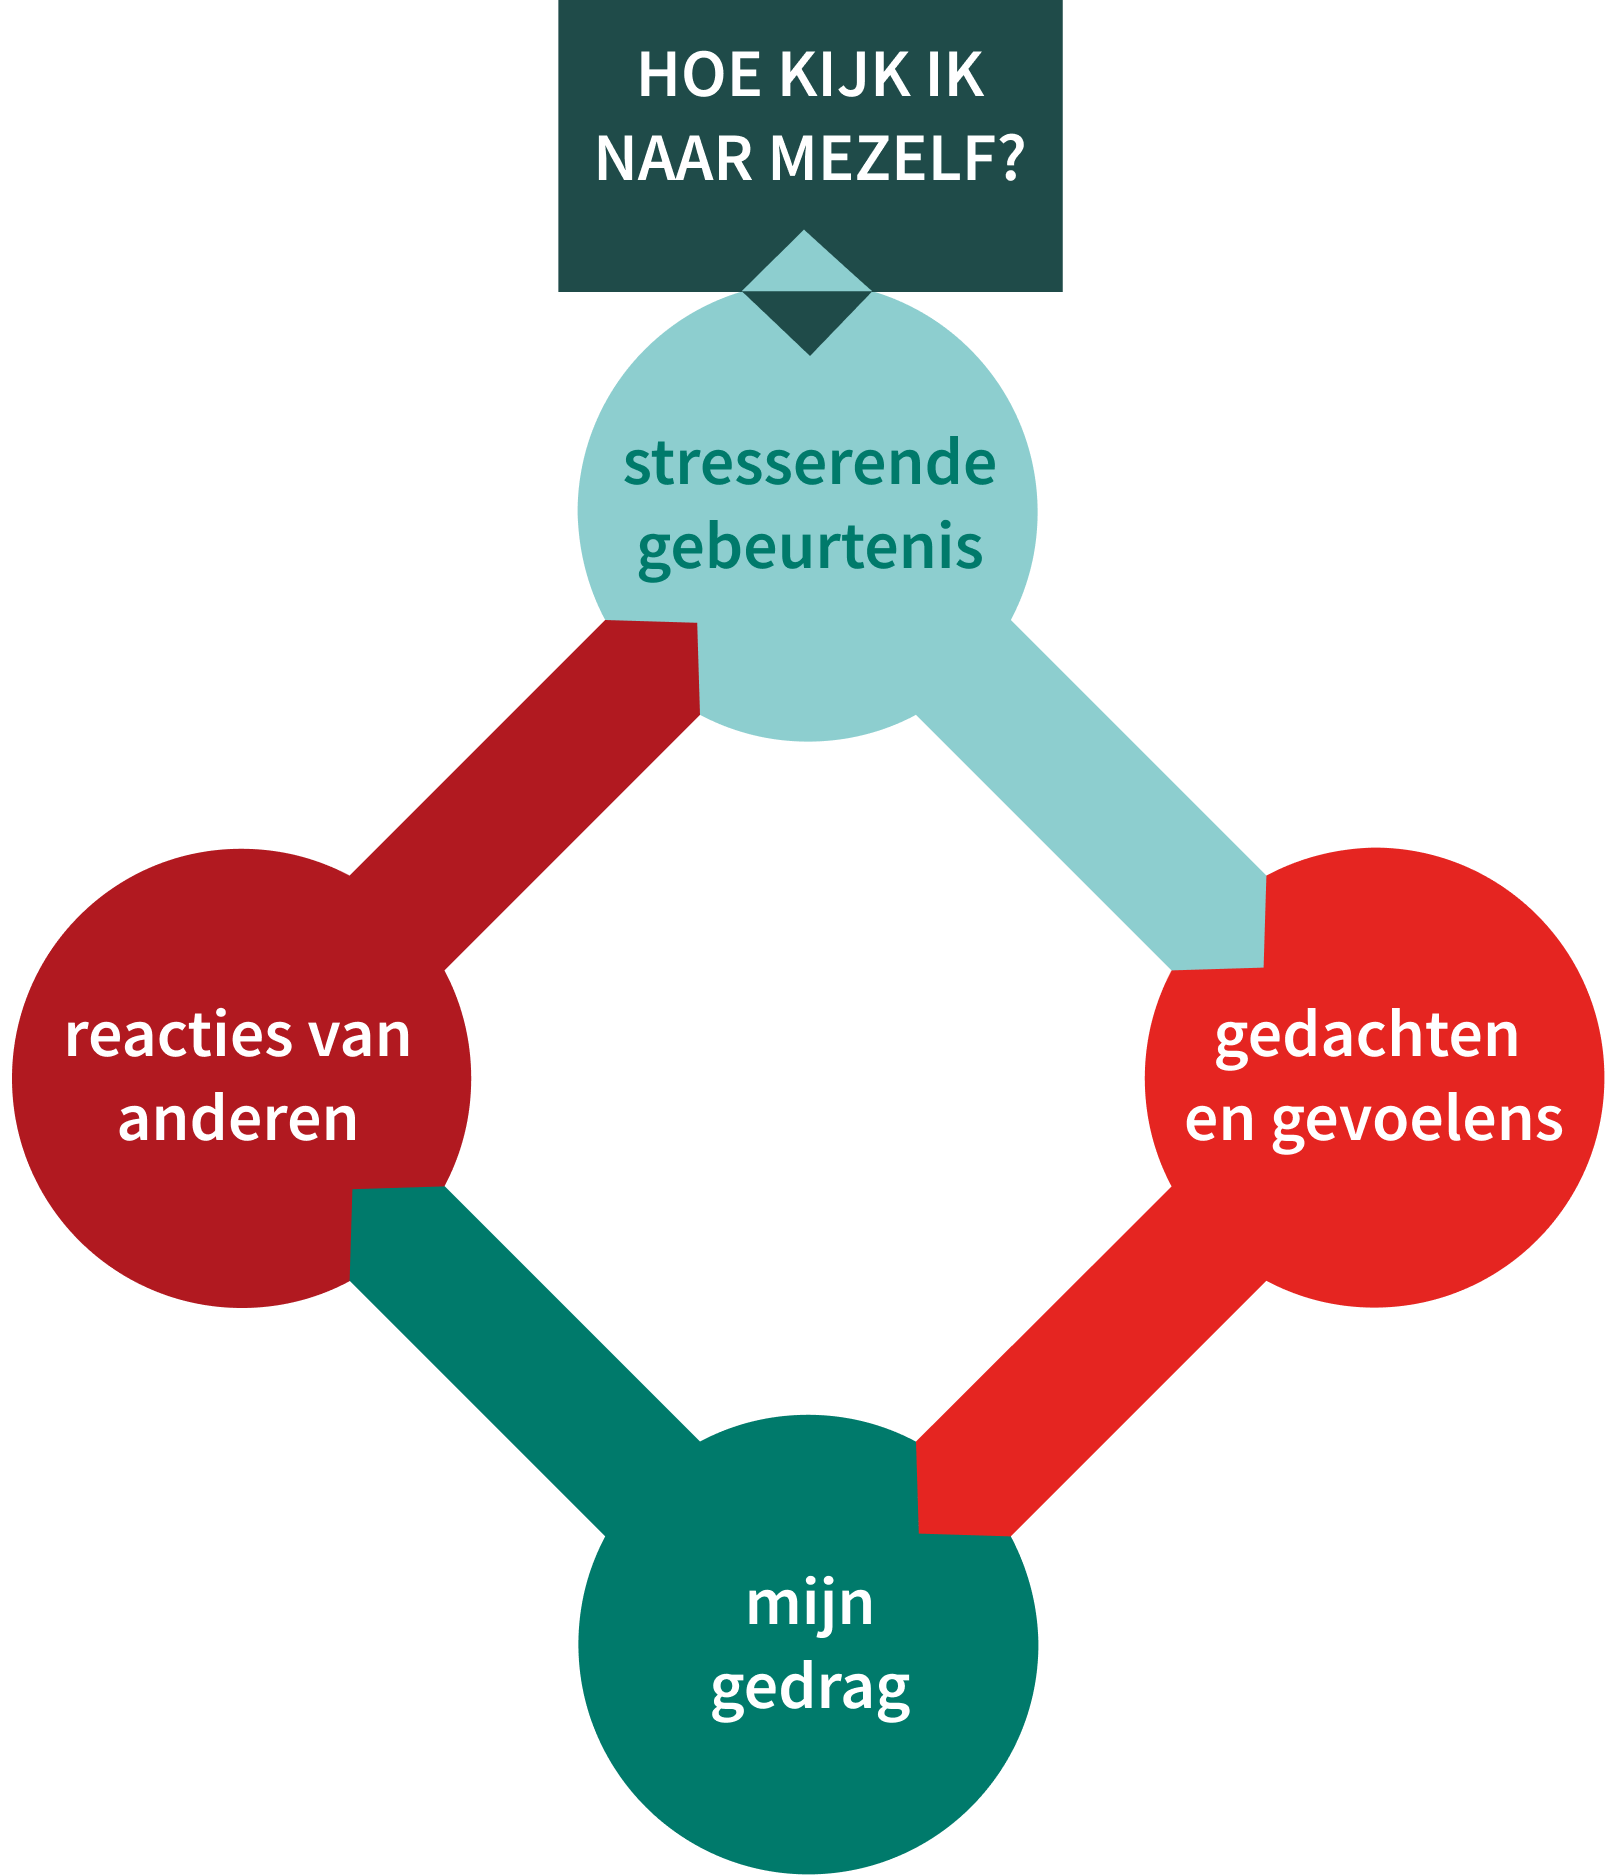 HOE KIJK IK
NAAR MEZELF?
stresserende
gebeurtenis
reacties van
anderen
gedachten
en gevoelens
mijn
gedrag